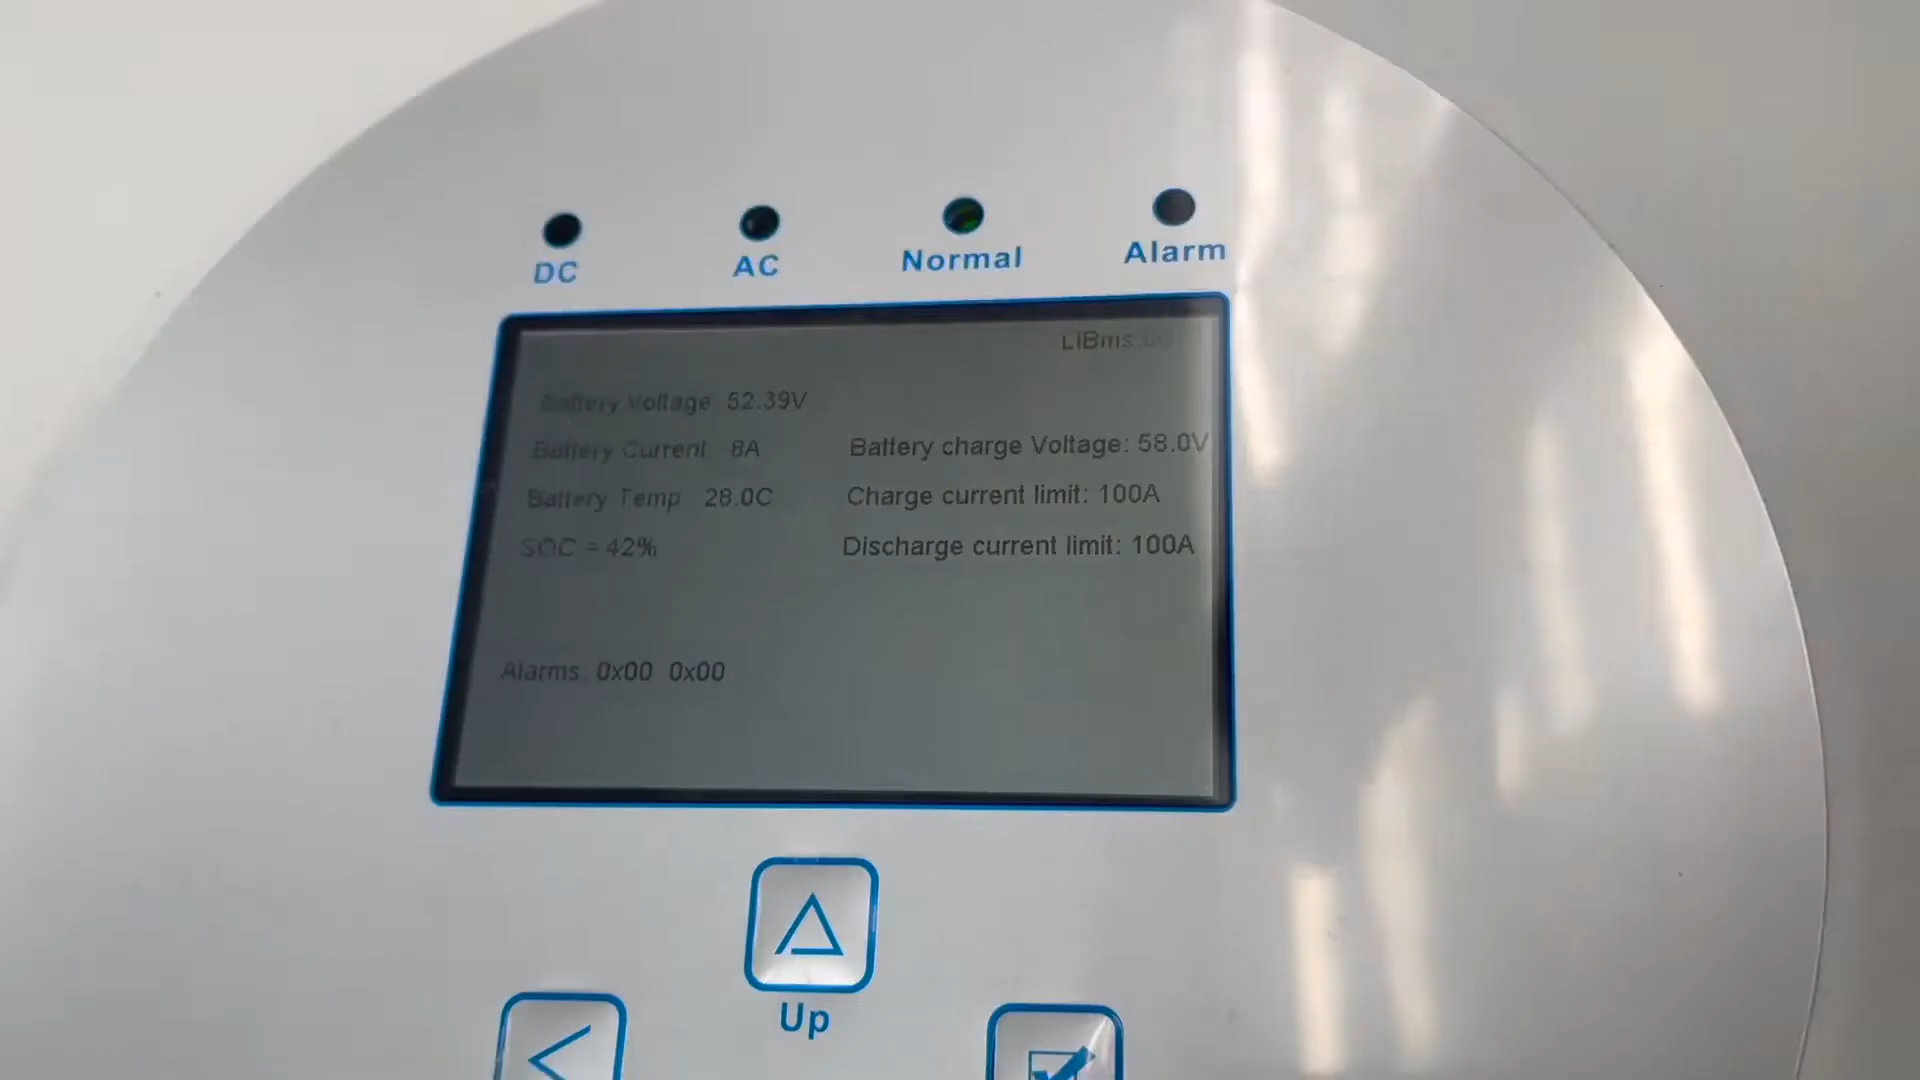 DC AC Normal Alarm
LiBms:00
Battery Voltage 52.39V
Battery Current 8A
Battery charge Voltage: 58.0V
Battery Temp 28.0C
Charge current limit: 100A
SOC = 42%
Discharge current limit: 100A
Alarms: 0x00 0x00
Up